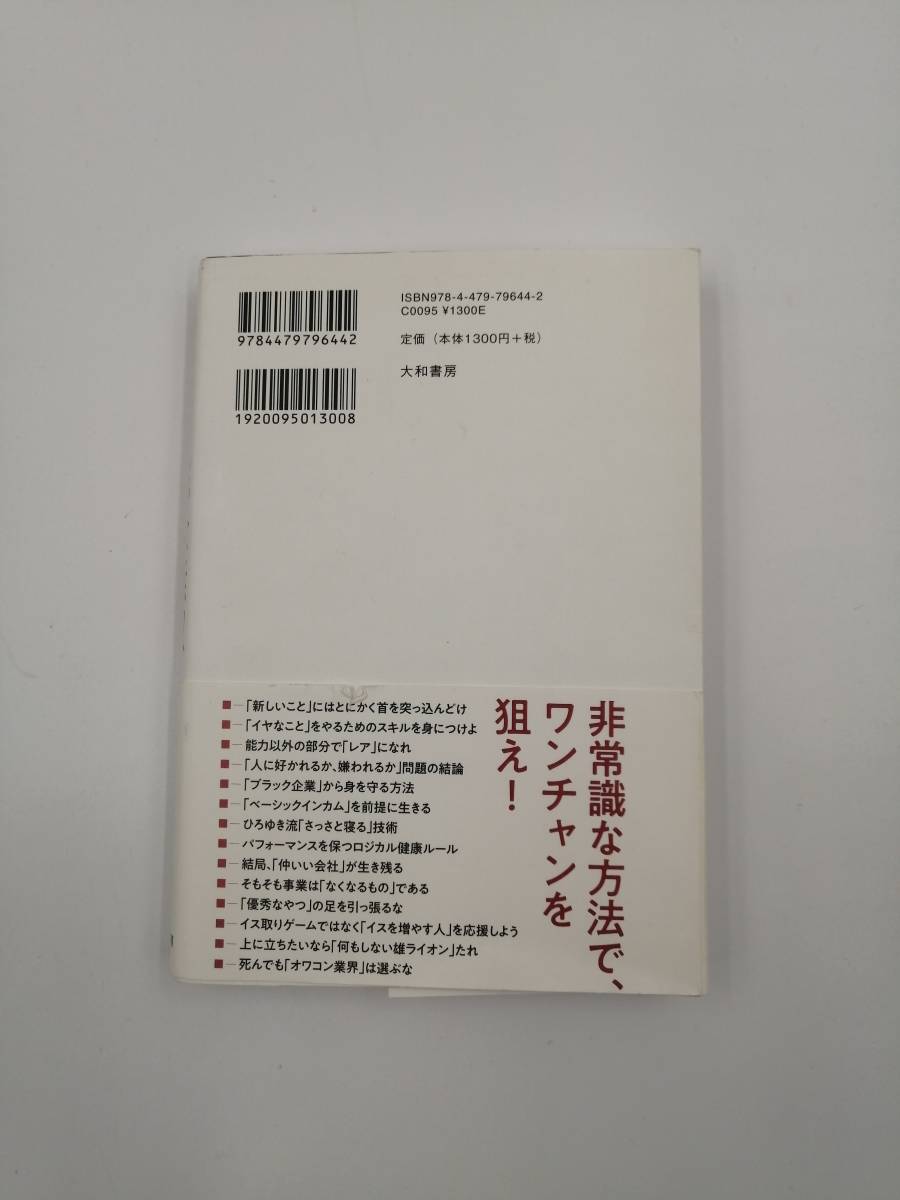 9784479796442
1920095013008
ISBN978-4-479-79644-2
C0095 ¥1300E
定価（本体1300円＋税）
大和書房
非常識な方法で、
ワンチャンを
狙え！
■─「新しいこと」にはとにかく首を突っ込んどけ
■─「イヤなこと」をやるためのスキルを身につけよ
■─能力以外の部分で「レア」になれ
■─「人に好かれるか、嫌われるか」問題の結論
■─「ブラック企業」から身を守る方法
■─「ベーシックインカム」を前提に生きる
■─ひろゆき流「さっさと寝る」技術
■─パフォーマンスを保つロジカル健康ルール
■─結局、「仲いい会社」が生き残る
■─そもそも事業は「なくなるもの」である
■─「優秀なやつ」の足を引っ張るな
■─イス取りゲームではなく「イスを増やす人」を応援しよう
■─上に立ちたいなら「何もしない雄ライオン」たれ
■─死んでも「オワコン業界」は選ぶな